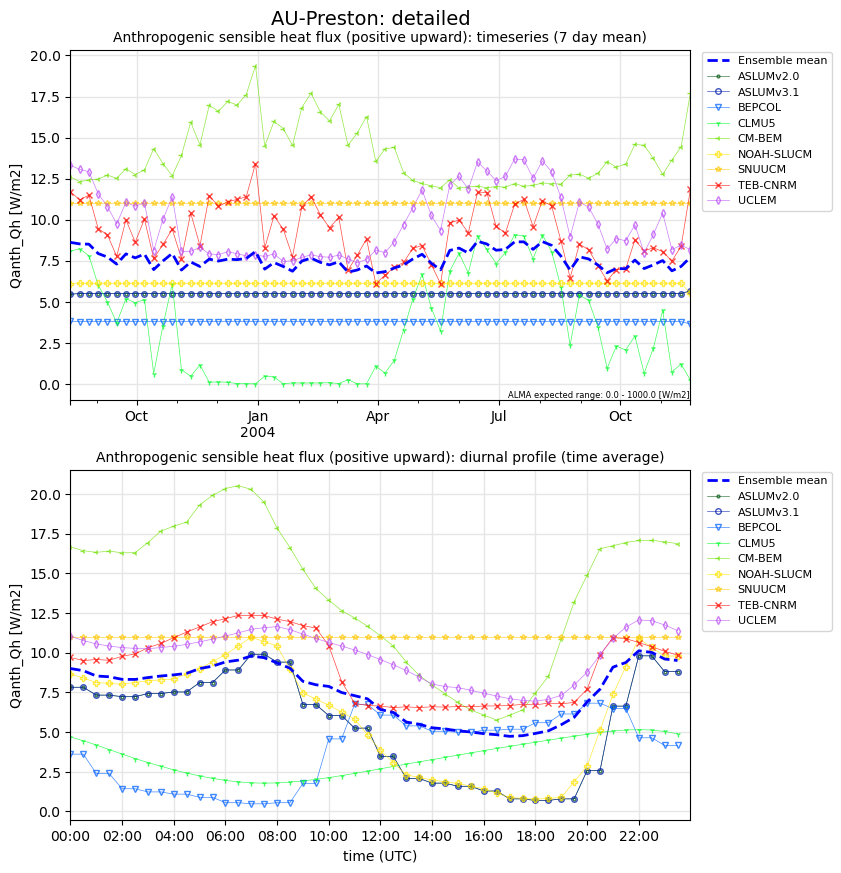 AU-Preston: detailed
Anthropogenic sensible heat flux (positive upward): timeseries (7 day mean)
20.0
17.5
15.0
12.5
10.0
7.5
5.0
2.5
0.0
Qanth_Qh [W/m2]
Oct
Jan
2004
Apr
Jul
Oct
ALMA expected range: 0.0 - 1000.0 [W/m2]
Ensemble mean
ASLUMv2.0
ASLUMv3.1
BEPCOL
CLMU5
CM-BEM
NOAH-SLUCM
SNUUCM
TEB-CNRM
UCLEM
Anthropogenic sensible heat flux (positive upward): diurnal profile (time average)
20.0
17.5
15.0
12.5
10.0
7.5
5.0
2.5
0.0
Qanth_Qh [W/m2]
00:00
02:00
04:00
06:00
08:00
10:00
12:00
14:00
16:00
18:00
20:00
22:00
time (UTC)
Ensemble mean
ASLUMv2.0
ASLUMv3.1
BEPCOL
CLMU5
CM-BEM
NOAH-SLUCM
SNUUCM
TEB-CNRM
UCLEM